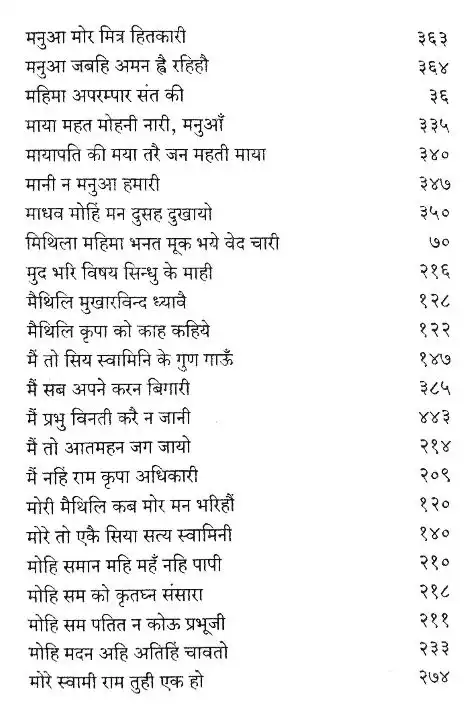 मनुआ मोर मित्र हितकारी ३६३
मनुआ जबहि अमन ह्वै रहिहौ ३६४
महिमा अपरम्पार संत की ३६
माया महत मोहनी नारी, मनुआँ ३३५
मायापति की मया तरै जन महती माया ३४०
मानी न मनुआ हमारी ३४७
माधव मोहिं मन दुसह दुखायो ३५०
मिथिला महिमा भनत मूक भये वेद चारी ७०
मुद भरि विषय सिन्धु के माही २१६
मैथिलि मुखारविन्द ध्यावै १२८
मैथिलि कृपा को काह कहिये १२२
मैं तो सिय स्वामिनि के गुण गाऊँ १४७
मैं सब अपने करन बिगारी ३८५
मैं प्रभु विनती करै न जानी ४४३
मैं तो आतमहन जग जायो २१४
मैं नहिं राम कृपा अधिकारी २०९
मोरी मैथिलि कब मोर मन भरिहौं १२०
मोरे तो एकै सिया सत्य स्वामिनी १४०
मोहि समान महि महँ नहि पापी २१०
मोहि सम को कृतघ्न संसारा २१८
मोहि सम पतित न कोऊ प्रभूजी २११
मोहि मदन अहि अतिहिं चावतो २३३
मोरे स्वामी राम तुही एक हो २७४